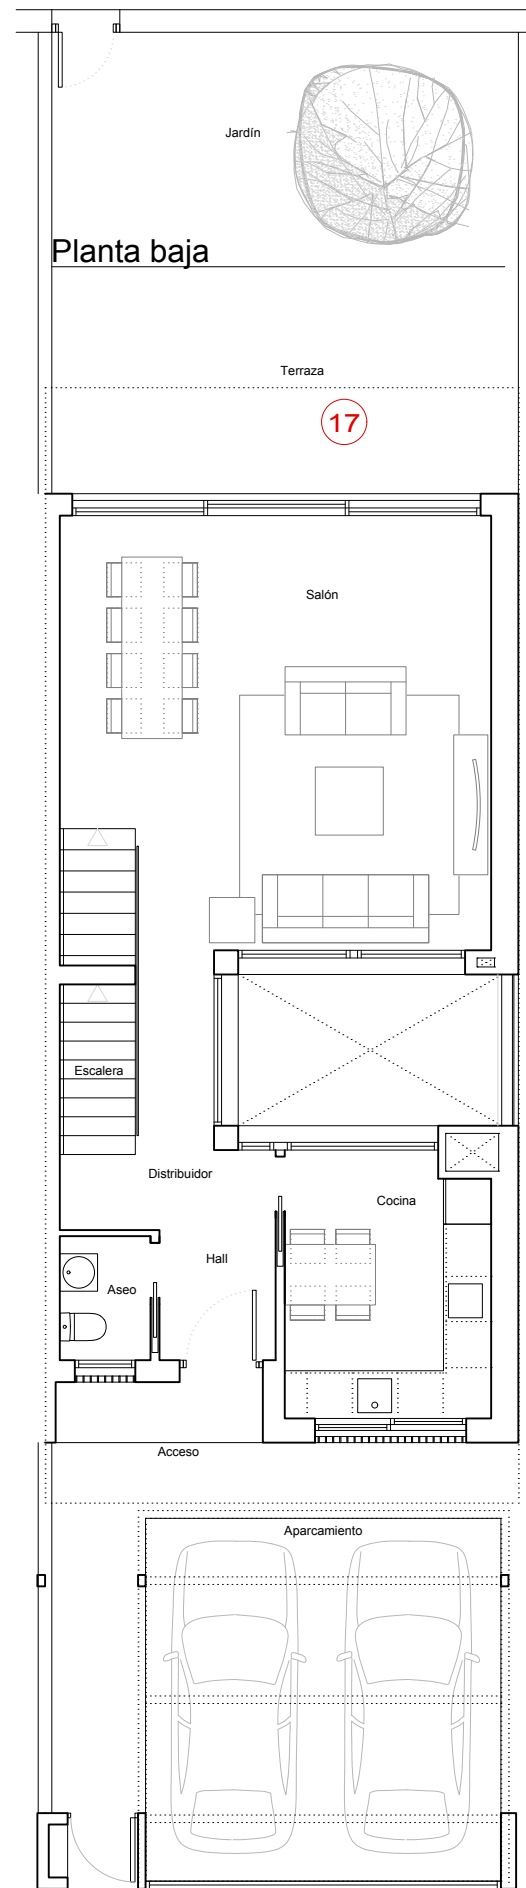 Jardín
Planta baja
Terraza
17
Salón
Escalera
Distribuidor
Cocina
Hall
Aseo
Acceso
Aparcamiento